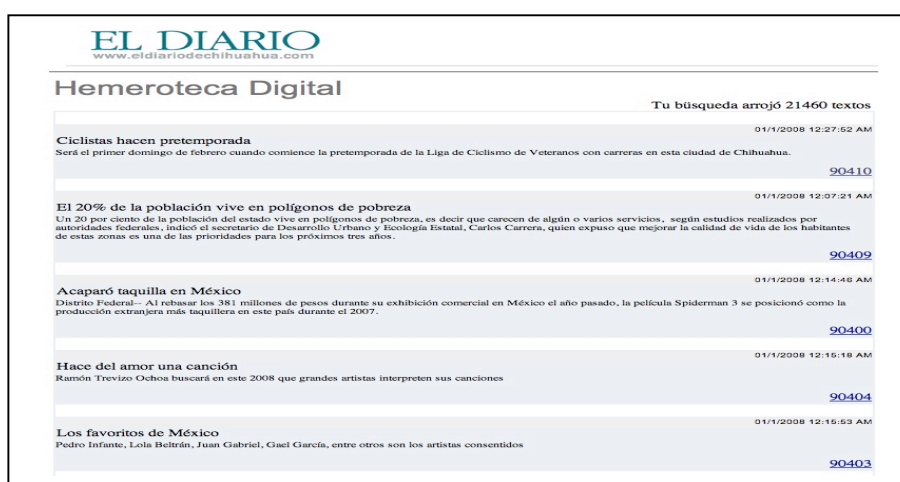 EL DIARIO
www.eldiariodechihuahua.com
Hemeroteca Digital
Tu búsqueda arrojó 21460 textos
01/1/2008 12:27:52 AM
Ciclistas hacen pretemporada
Será el primer domingo de febrero cuando comience la pretemporada de la Liga de Ciclismo de Veteranos con carreras en esta ciudad de Chihuahua.
90410
01/1/2008 12:07:21 AM
El 20% de la población vive en polígonos de pobreza
Un 20 por ciento de la población del estado vive en polígonos de pobreza, es decir que carecen de algún o varios servicios, según estudios realizados por
autoridades federales, indicó el secretario de Desarrollo Urbano y Ecología Estatal, Carlos Carrera, quien expuso que mejorar la calidad de vida de los habitantes
de estas zonas es una de las prioridades para los próximos tres años.
90409
01/1/2008 12:14:46 AM
Acaparó taquilla en México
Distrito Federal-- Al rebasar los 381 millones de pesos durante su exhibición comercial en México el año pasado, la película Spiderman 3 se posicionó como la
producción extranjera más taquillera en este país durante el 2007.
90400
01/1/2008 12:15:18 AM
Hace del amor una canción
Ramón Trevizo Ochoa buscará en este 2008 que grandes artistas interpreten sus canciones
90404
01/1/2008 12:15:53 AM
Los favoritos de México
Pedro Infante, Lola Beltrán, Juan Gabriel, Gael García, entre otros son los artistas consentidos
90403